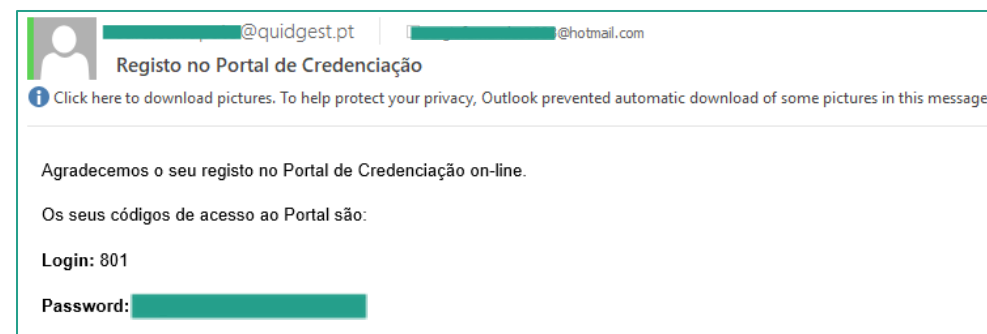 @quidgest.pt @hotmail.com
Registo no Portal de Credenciação
Click here to download pictures. To help protect your privacy, Outlook prevented automatic download of some pictures in this message
Agradecemos o seu registo no Portal de Credenciação on-line.
Os seus códigos de acesso ao Portal são:
Login: 801
Password: